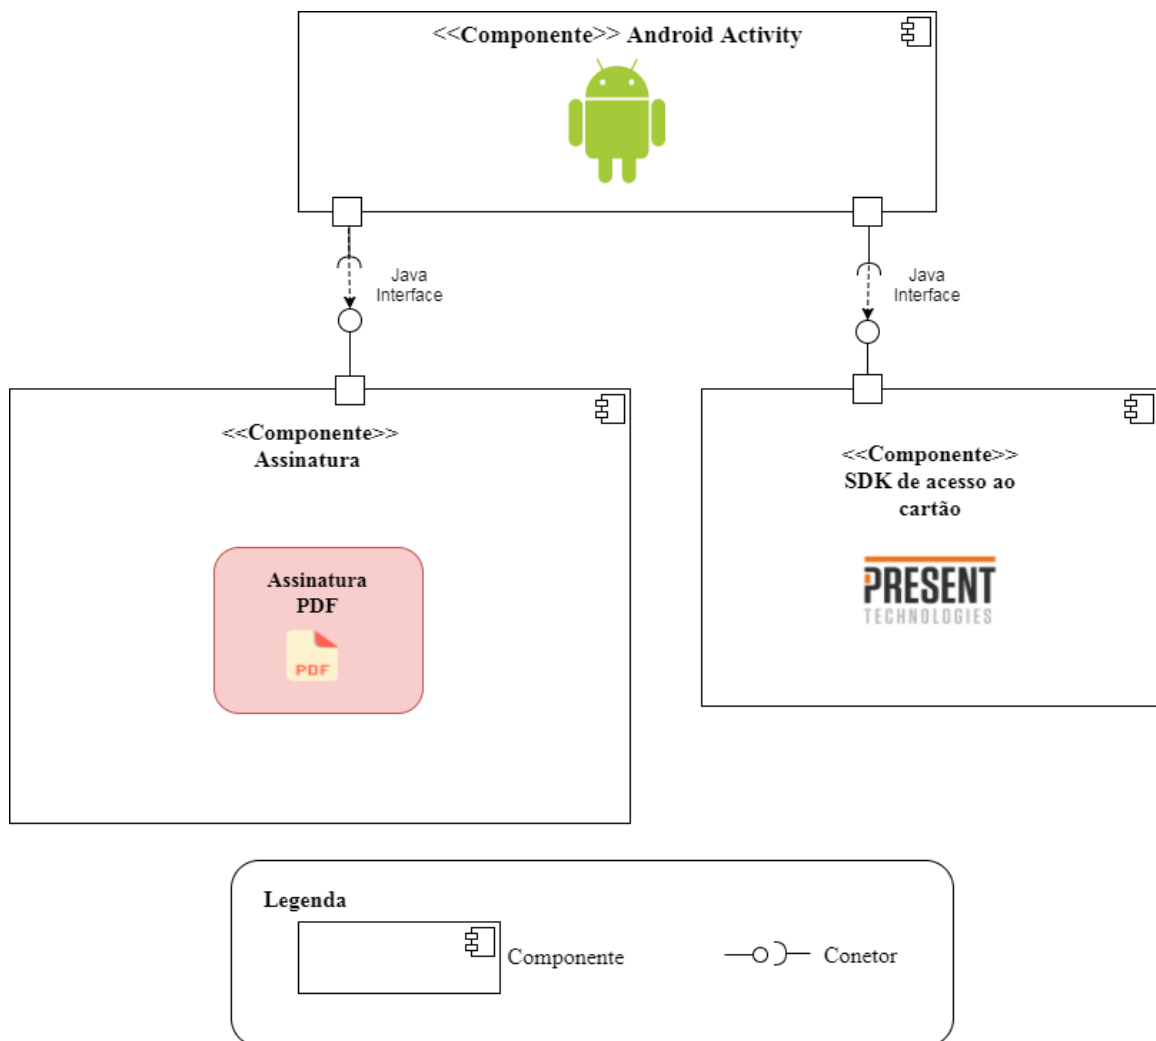 <<Componente>> Android Activity
Java
Interface
Java
Interface
<<Componente>>
Assinatura
<<Componente>>
SDK de acesso ao
cartão
Assinatura
PDF
PDF
PRESENT
TECHNOLOGIES
Legenda
Componente
Conetor